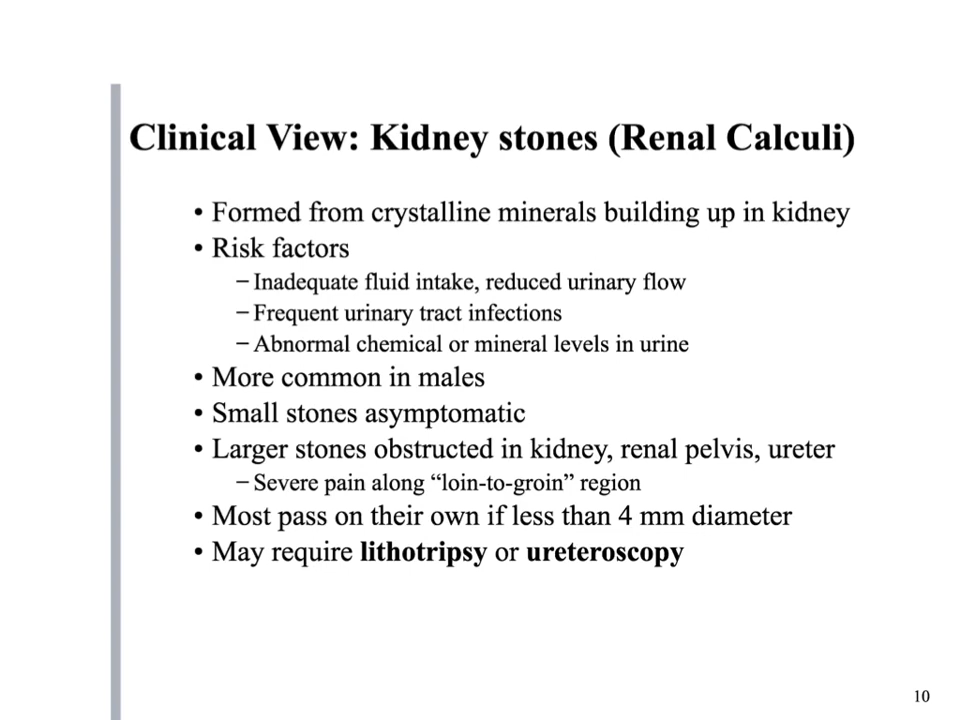 Clinical View: Kidney stones (Renal Calculi)
• Formed from crystalline minerals building up in kidney
• Risk factors
– Inadequate fluid intake, reduced urinary flow
– Frequent urinary tract infections
– Abnormal chemical or mineral levels in urine
• More common in males
• Small stones asymptomatic
• Larger stones obstructed in kidney, renal pelvis, ureter
– Severe pain along “loin-to-groin” region
• Most pass on their own if less than 4 mm diameter
• May require lithotripsy or ureteroscopy
10